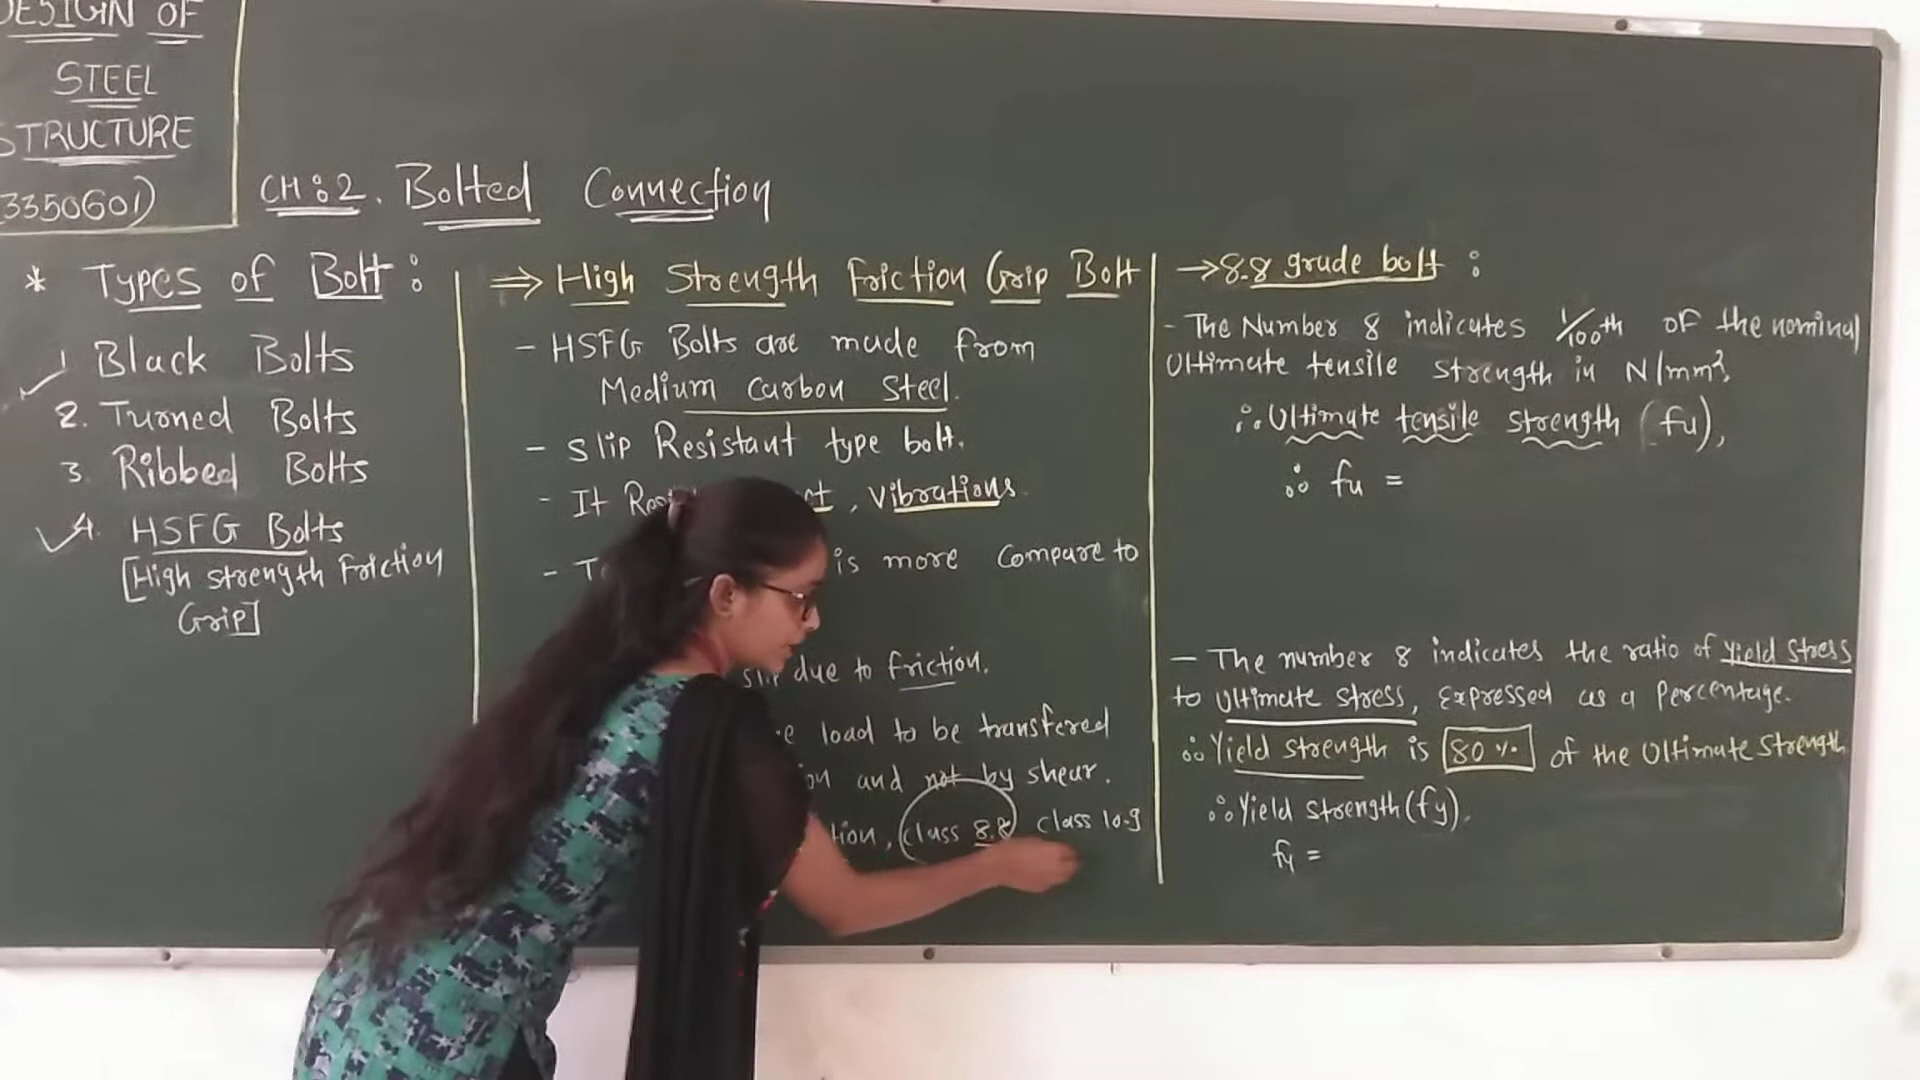 DESIGN OF
STEEL
STRUCTURE
3350601)
CH:2. Bolted Connection
* Types of Bolt :
1. Black Bolts
2. Turned Bolts
3. Ribbed Bolts
4. HSFG Bolts
[High strength Friction
Grip]
⇒ High Strength Friction Grip Bolt
- HSFG Bolts are made from
Medium Carbon Steel.
- Slip Resistant type bolt.
- It , Vibrations.
- is more Compare to
slip due to friction.
load to be transfered
and not by shear.
class 8.8 class 10.9
→ 8.8 grade bolt :
- The Number 8 indicates 1/100th of the nominal
Ultimate tensile strength in N/mm².
∴ Ultimate tensile strength (fu),
∴ fu =
- The number 8 indicates the ratio of Yield Stress
to Ultimate Stress, Expressed as a Percentage.
∴ Yield strength is 80 % of the Ultimate Strength
∴ Yield strength (fy).
fy =